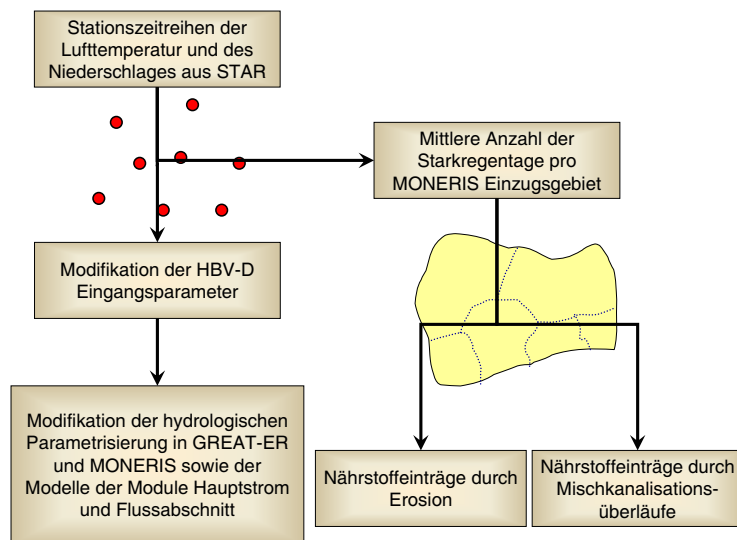 Stationszeitreihen der
Lufttemperatur und des
Niederschlages aus STAR
Mittlere Anzahl der
Starkregentage pro
MONERIS Einzugsgebiet
Modifikation der HBV-D
Eingangsparameter
Modifikation der hydrologischen
Parametrisierung in GREAT-ER
und MONERIS sowie der
Modelle der Module Hauptstrom
und Flussabschnitt
Nährstoffeinträge durch
Erosion
Nährstoffeinträge durch
Mischkanalisations-
überläufe